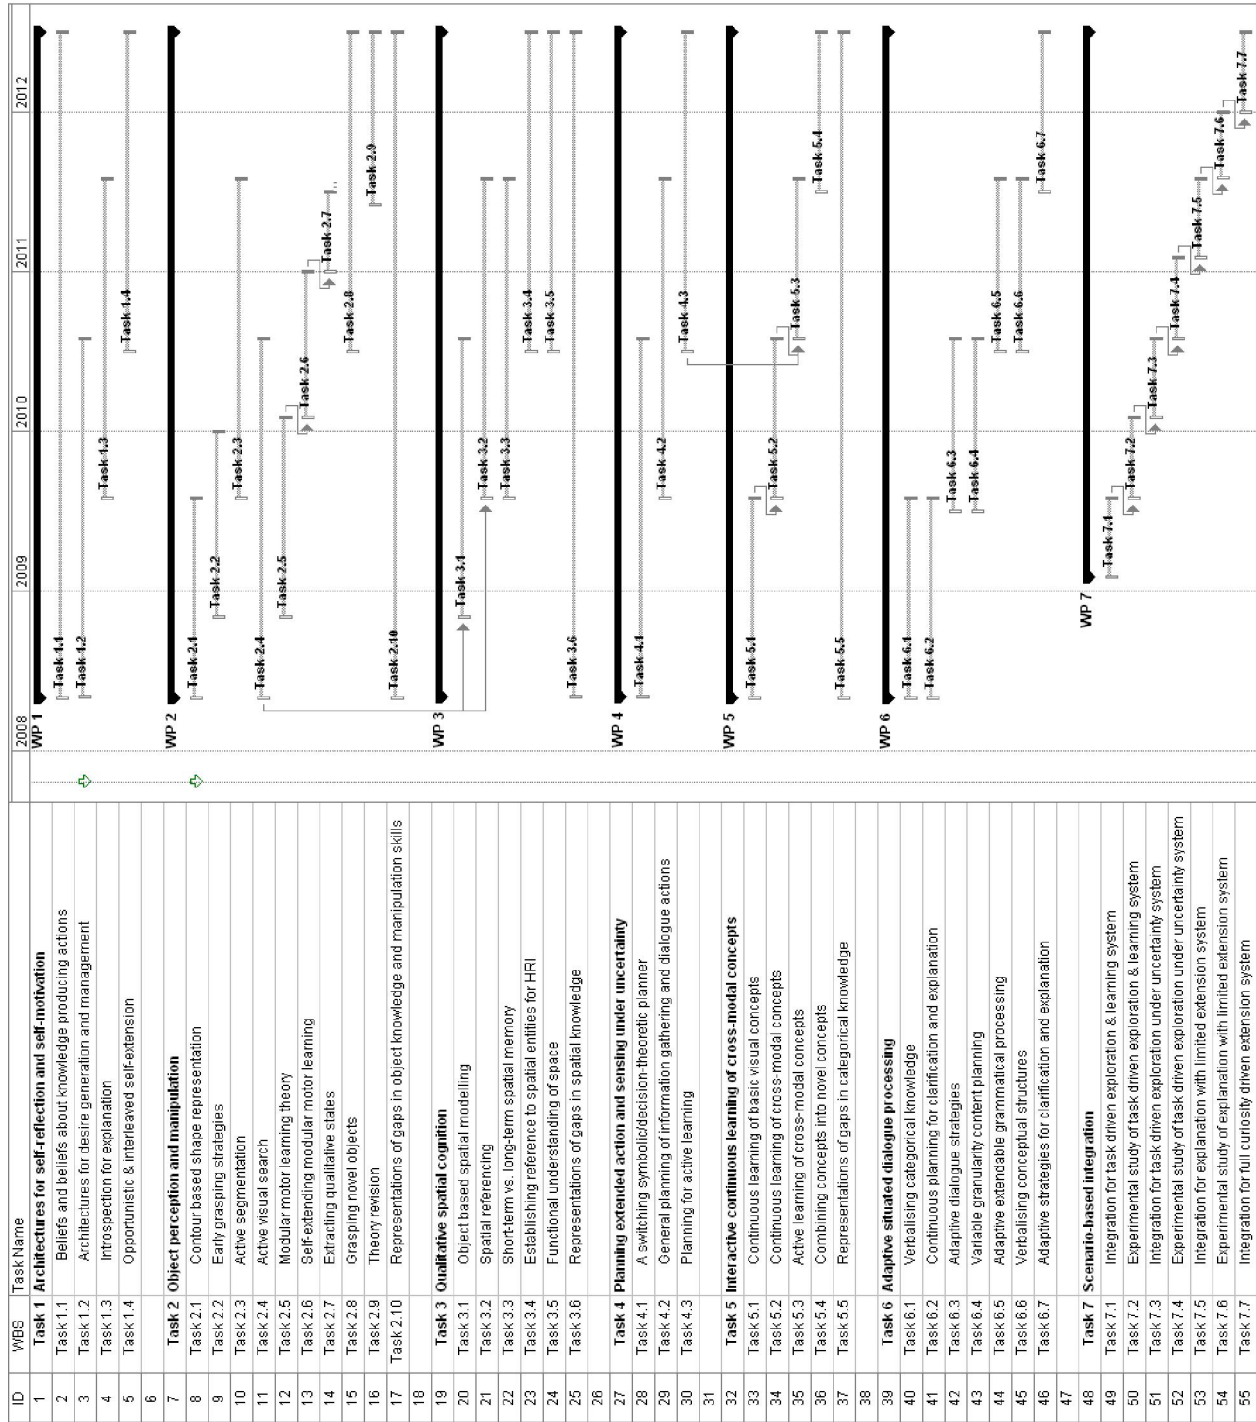 ID WBS Task Name 2008 2009 2010 2011 2012
1 Task 1 Architectures for self-reflection and self-motivation WP 1
2 Task 1.1 Beliefs and beliefs about knowledge producing actions Task 1.1
3 Task 1.2 Architectures for desire generation and management Task 1.2
4 Task 1.3 Introspection for explanation Task 1.3
5 Task 1.4 Opportunistic & interleaved self-extension Task 1.4
6
7 Task 2 Object perception and manipulation WP 2
8 Task 2.1 Contour based shape representation Task 2.1
9 Task 2.2 Early grasping strategies Task 2.2
10 Task 2.3 Active segmentation Task 2.3
11 Task 2.4 Active visual search Task 2.4
12 Task 2.5 Modular motor learning theory Task 2.5
13 Task 2.6 Self-extending modular motor learning Task 2.6
14 Task 2.7 Extracting qualitative states Task 2.7
15 Task 2.8 Grasping novel objects Task 2.8
16 Task 2.9 Theory revision Task 2.9
17 Task 2.10 Representations of gaps in object knowledge and manipulation skills Task 2.10
18
19 Task 3 Qualitative spatial cognition WP 3
20 Task 3.1 Object based spatial modelling Task 3.1
21 Task 3.2 Spatial referencing Task 3.2
22 Task 3.3 Short-term vs. long-term spatial memory Task 3.3
23 Task 3.4 Establishing reference to spatial entities for HRI Task 3.4
24 Task 3.5 Functional understanding of space Task 3.5
25 Task 3.6 Representations of gaps in spatial knowledge Task 3.6
26
27 Task 4 Planning extended action and sensing under uncertainty WP 4
28 Task 4.1 A switching symbolic/decision-theoretic planner Task 4.1
29 Task 4.2 General planning of information gathering and dialogue actions Task 4.2
30 Task 4.3 Planning for active learning Task 4.3
31
32 Task 5 Interactive continuous learning of cross-modal concepts WP 5
33 Task 5.1 Continuous learning of basic visual concepts Task 5.1
34 Task 5.2 Continuous learning of cross-modal concepts Task 5.2
35 Task 5.3 Active learning of cross-modal concepts Task 5.3
36 Task 5.4 Combining concepts into novel concepts Task 5.4
37 Task 5.5 Representations of gaps in categorical knowledge Task 5.5
38
39 Task 6 Adaptive situated dialogue processing WP 6
40 Task 6.1 Verbalising categorical knowledge Task 6.1
41 Task 6.2 Continuous planning for clarification and explanation Task 6.2
42 Task 6.3 Adaptive dialogue strategies Task 6.3
43 Task 6.4 Variable granularity content planning Task 6.4
44 Task 6.5 Adaptive extendable grammatical processing Task 6.5
45 Task 6.6 Verbalising conceptual structures Task 6.6
46 Task 6.7 Adaptive strategies for clarification and explanation Task 6.7
47
48 Task 7 Scenario-based integration WP 7
49 Task 7.1 Integration for task driven exploration & learning system Task 7.1
50 Task 7.2 Experimental study of task driven exploration & learning system Task 7.2
51 Task 7.3 Integration for task driven exploration under uncertainty system Task 7.3
52 Task 7.4 Experimental study of task driven exploration under uncertainty system Task 7.4
53 Task 7.5 Integration for explanation with limited extension system Task 7.5
54 Task 7.6 Experimental study of explanation with limited extension system Task 7.6
55 Task 7.7 Integration for full curiosity driven extension system Task 7.7